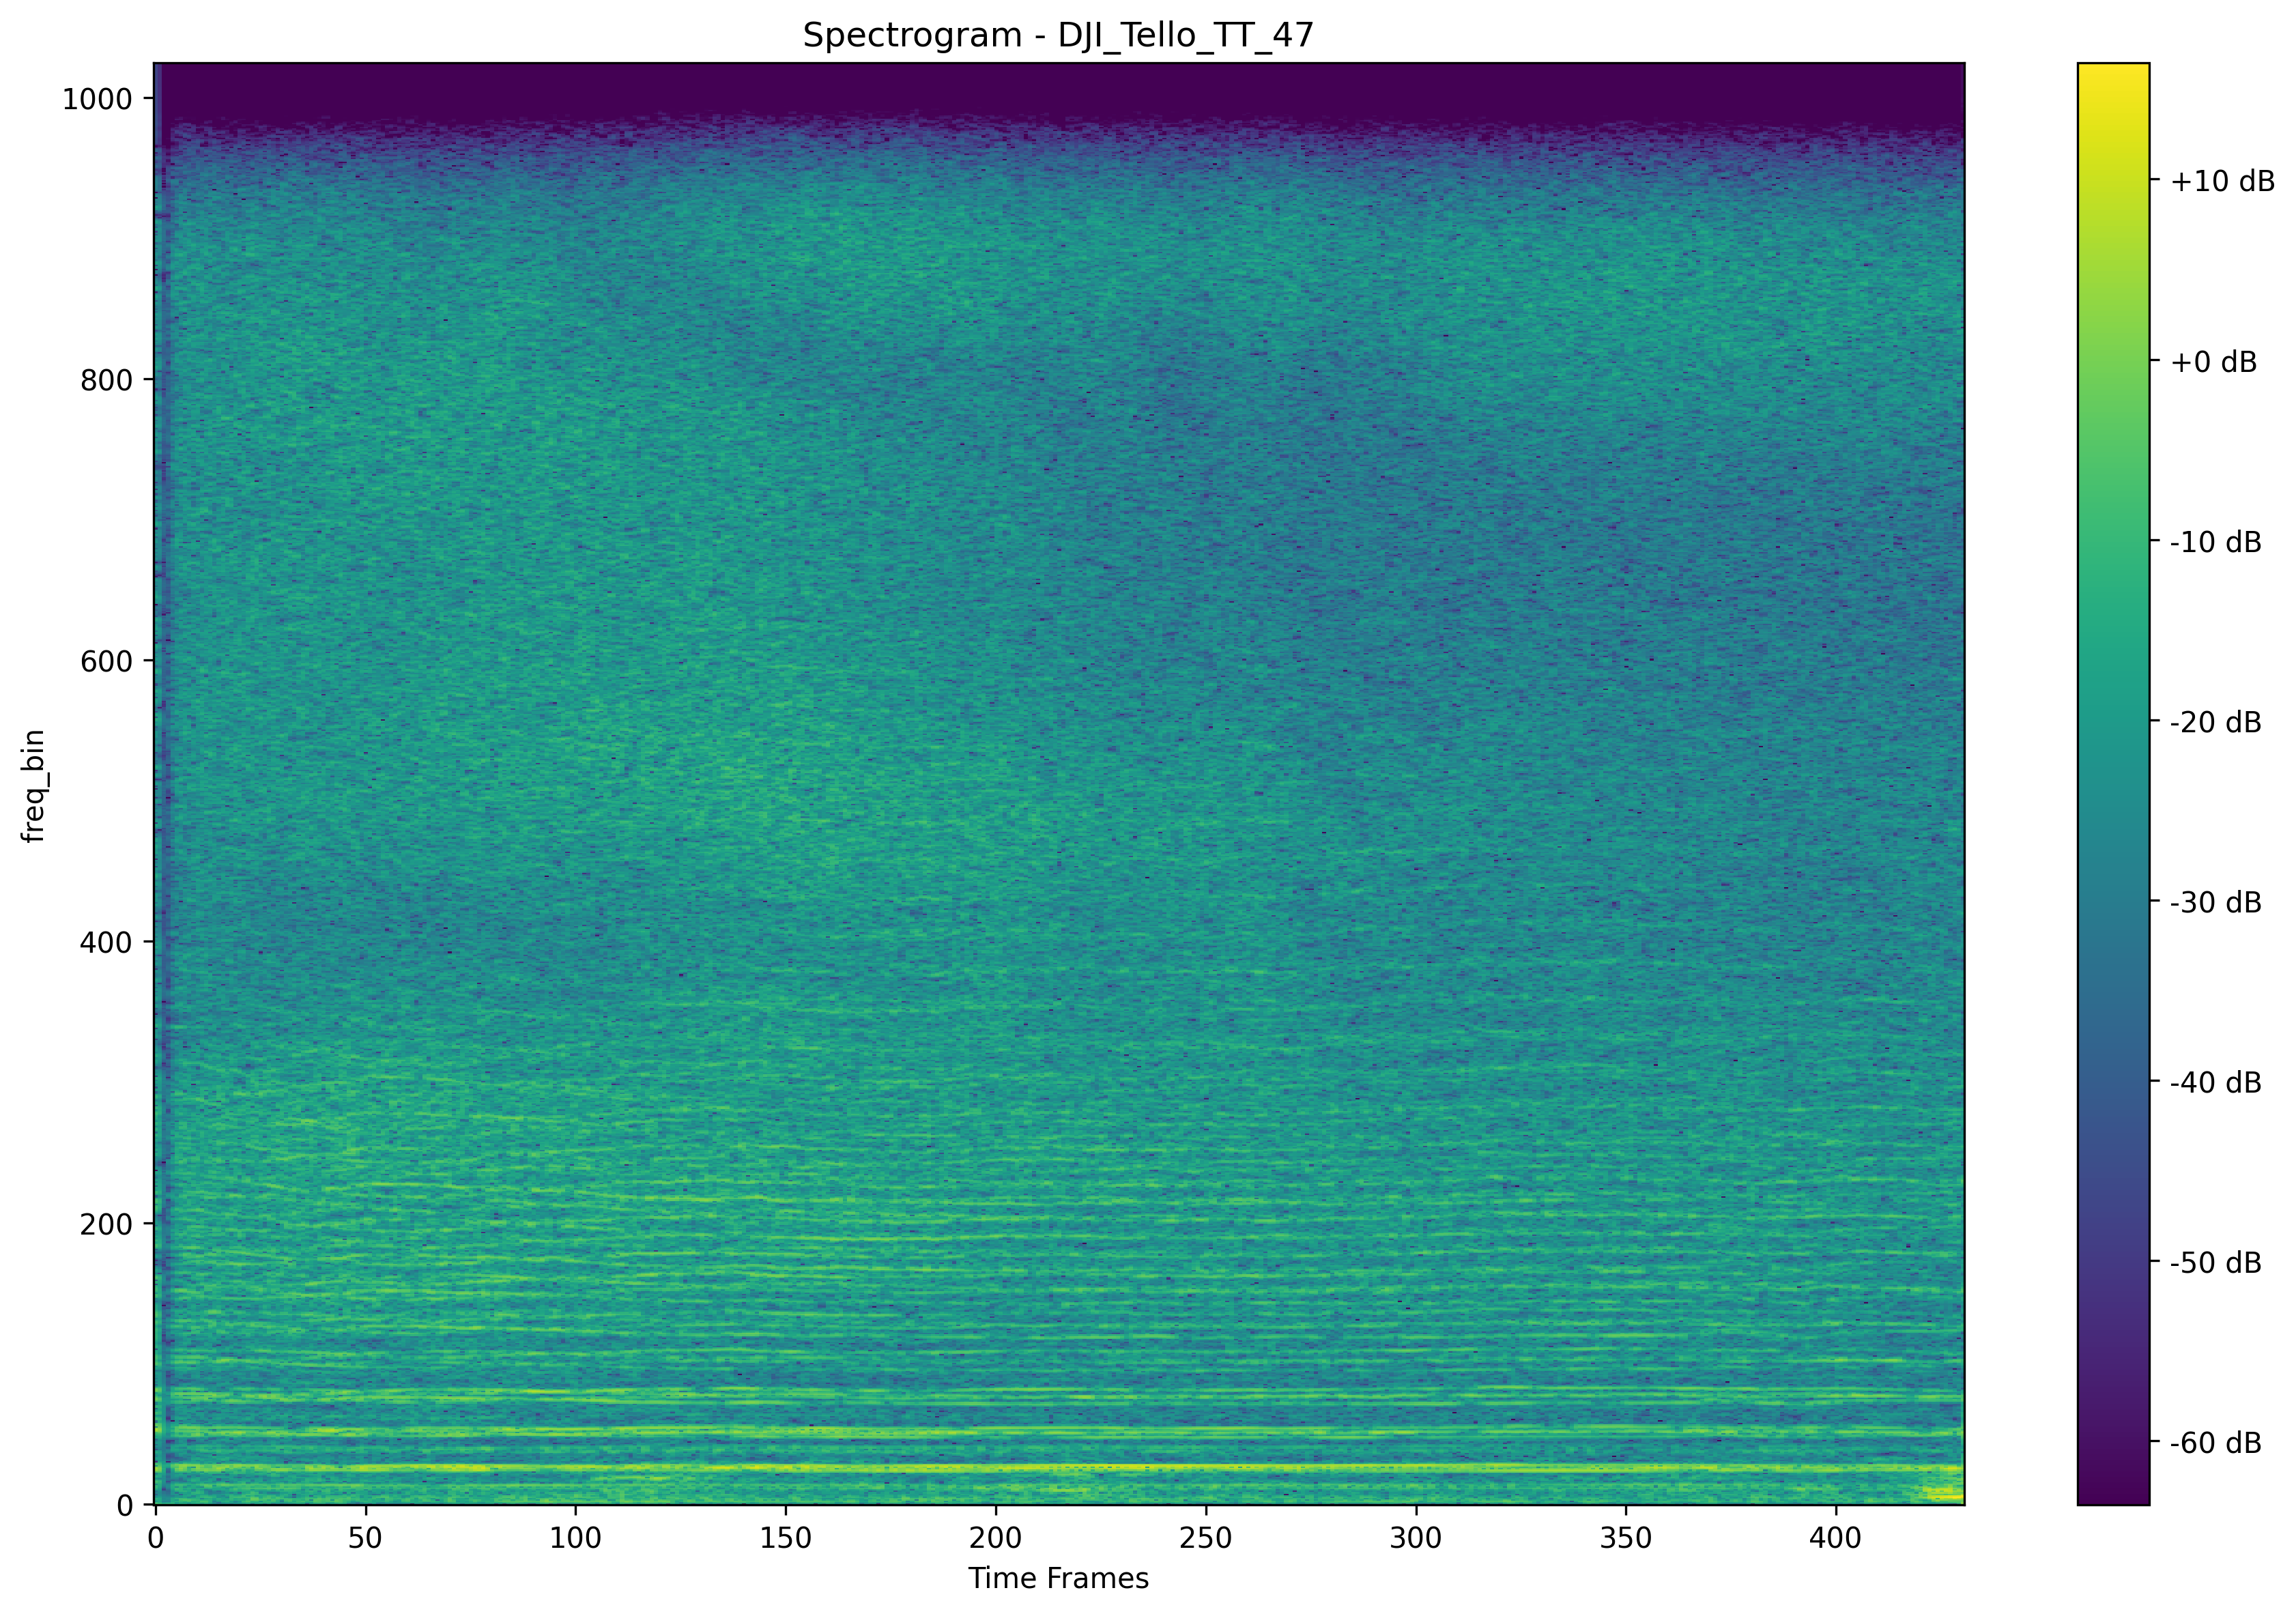 Spectrogram - DJI_Tello_TT_47
1000
800
600
400
200
0
freq_bin
0 50 100 150 200 250 300 350 400
Time Frames
+10 dB
+0 dB
-10 dB
-20 dB
-30 dB
-40 dB
-50 dB
-60 dB